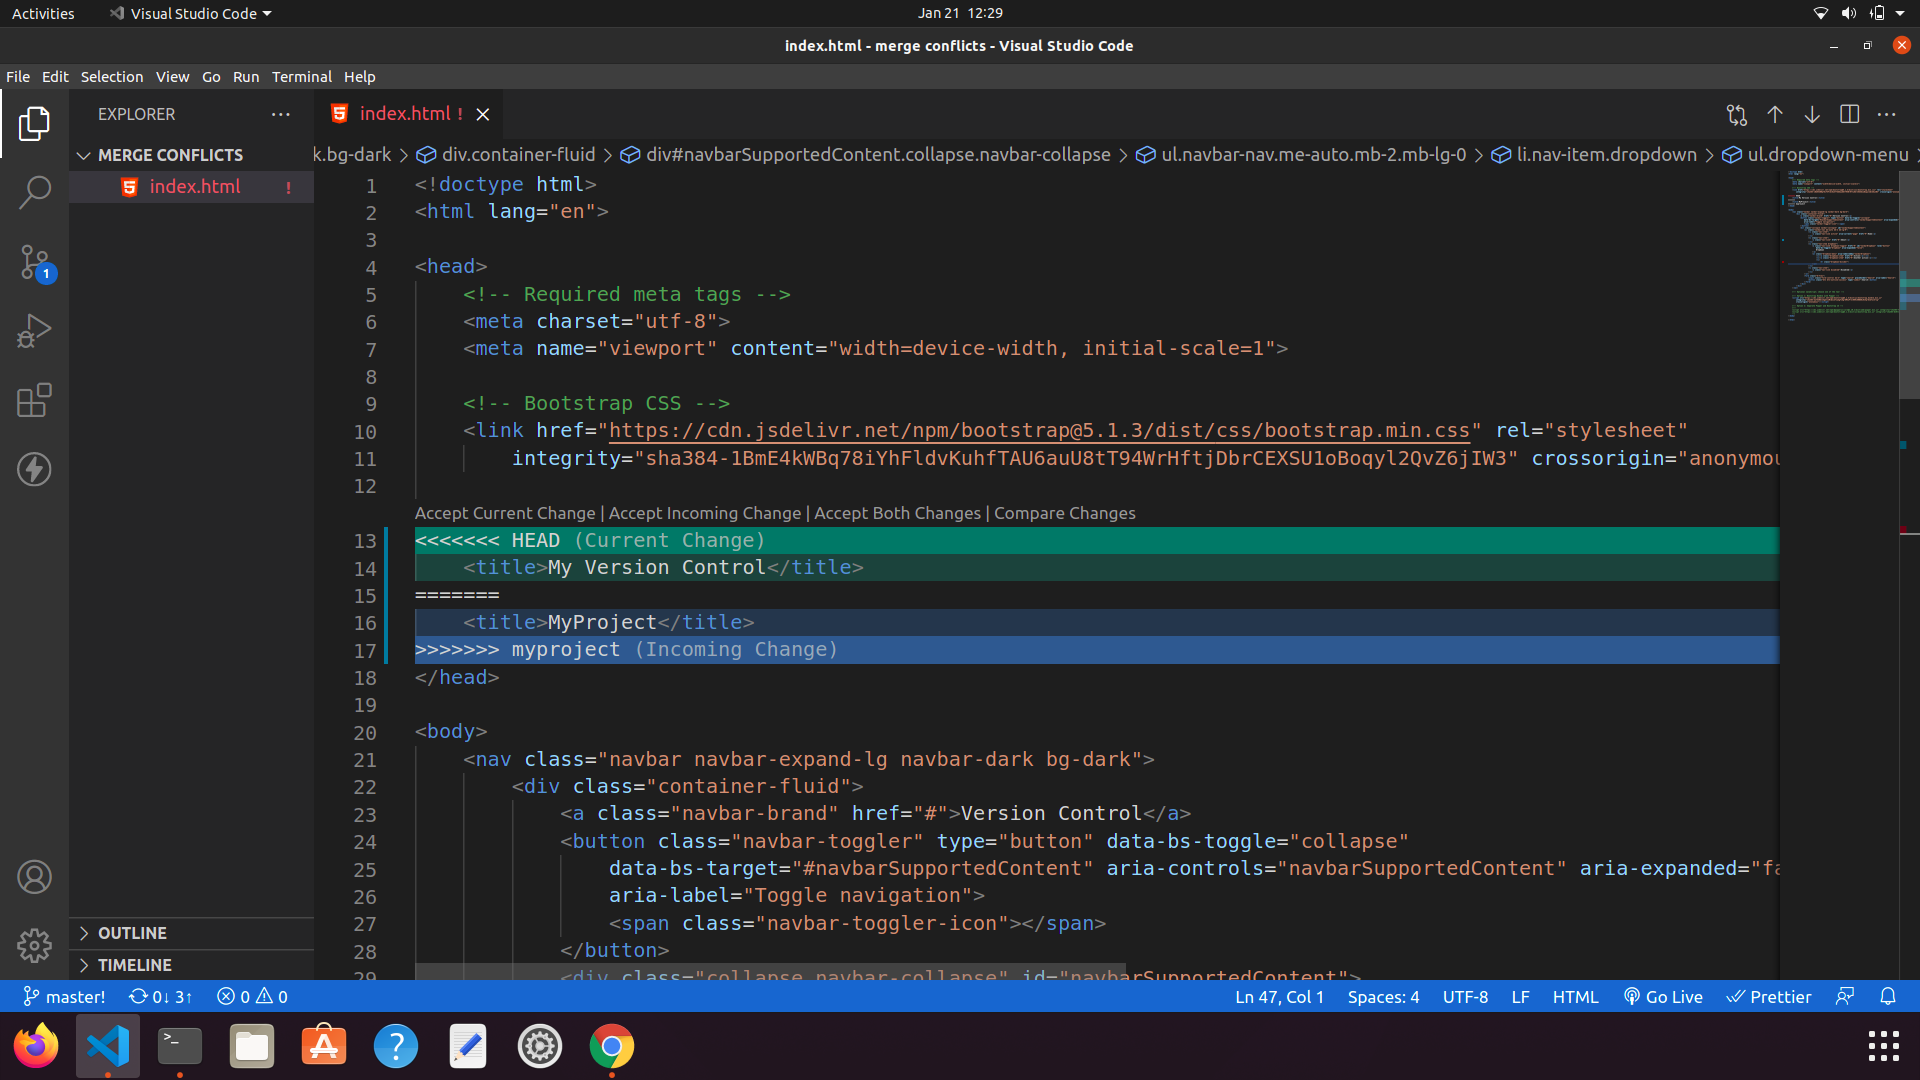 Activities Visual Studio Code Jan 21 12:29
index.html - merge conflicts - Visual Studio Code
File Edit Selection View Go Run Terminal Help
EXPLORER
index.html !
MERGE CONFLICTS
index.html !
1
k.bg-dark > div.container-fluid > div#navbarSupportedContent.collapse.navbar-collapse > ul.navbar-nav.me-auto.mb-2.mb-lg-0 > li.nav-item.dropdown > ul.dropdown-menu
1 <!doctype html>
2 <html lang="en">
3
4 <head>
5 <!-- Required meta tags -->
6 <meta charset="utf-8">
7 <meta name="viewport" content="width=device-width, initial-scale=1">
8
9 <!-- Bootstrap CSS -->
10 <link href="https://cdn.jsdelivr.net/npm/bootstrap@5.1.3/dist/css/bootstrap.min.css" rel="stylesheet"
11 integrity="sha384-1BmE4kWBq78iYhFldvKuhfTAU6auU8tT94WrHftjDbrCEXSU1oBoqyl2QvZ6jIW3" crossorigin="anonymou
12
Accept Current Change | Accept Incoming Change | Accept Both Changes | Compare Changes
13 <<<<<<< HEAD (Current Change)
14 <title>My Version Control</title>
15 =======
16 <title>MyProject</title>
17 >>>>>>> myproject (Incoming Change)
18 </head>
19
20 <body>
21 <nav class="navbar navbar-expand-lg navbar-dark bg-dark">
22 <div class="container-fluid">
23 <a class="navbar-brand" href="#">Version Control</a>
24 <button class="navbar-toggler" type="button" data-bs-toggle="collapse"
25 data-bs-target="#navbarSupportedContent" aria-controls="navbarSupportedContent" aria-expanded="fa
26 aria-label="Toggle navigation">
27 <span class="navbar-toggler-icon"></span>
28 </button>
29 <div class="collapse navbar-collapse" id="navbarSupportedContent">
OUTLINE
TIMELINE
master! 0↓ 3↑ 0 0 Ln 47, Col 1 Spaces: 4 UTF-8 LF HTML Go Live Prettier